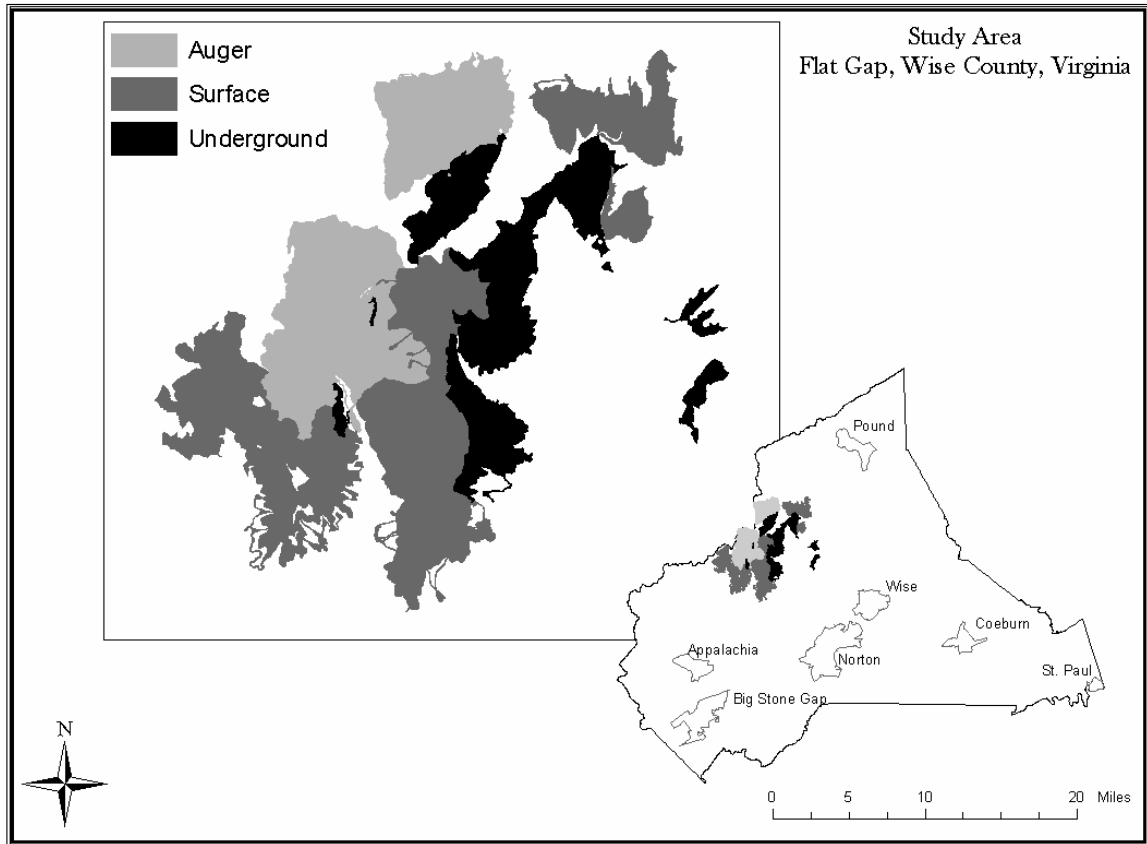 Study Area
Flat Gap, Wise County, Virginia
Auger
Surface
Underground
Pound
Wise
Coeburn
Appalachia
Norton
St. Paul
Big Stone Gap
N
0 5 10 20 Miles